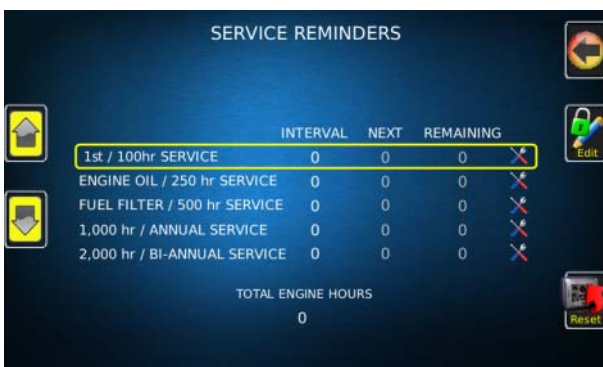 SERVICE REMINDERS
INTERVAL NEXT REMAINING
1st / 100hr SERVICE 0 0 0
Edit
ENGINE OIL / 250 hr SERVICE 0 0 0
FUEL FILTER / 500 hr SERVICE 0 0 0
1,000 hr / ANNUAL SERVICE 0 0 0
2,000 hr / BI-ANNUAL SERVICE 0 0 0
TOTAL ENGINE HOURS
0
Reset